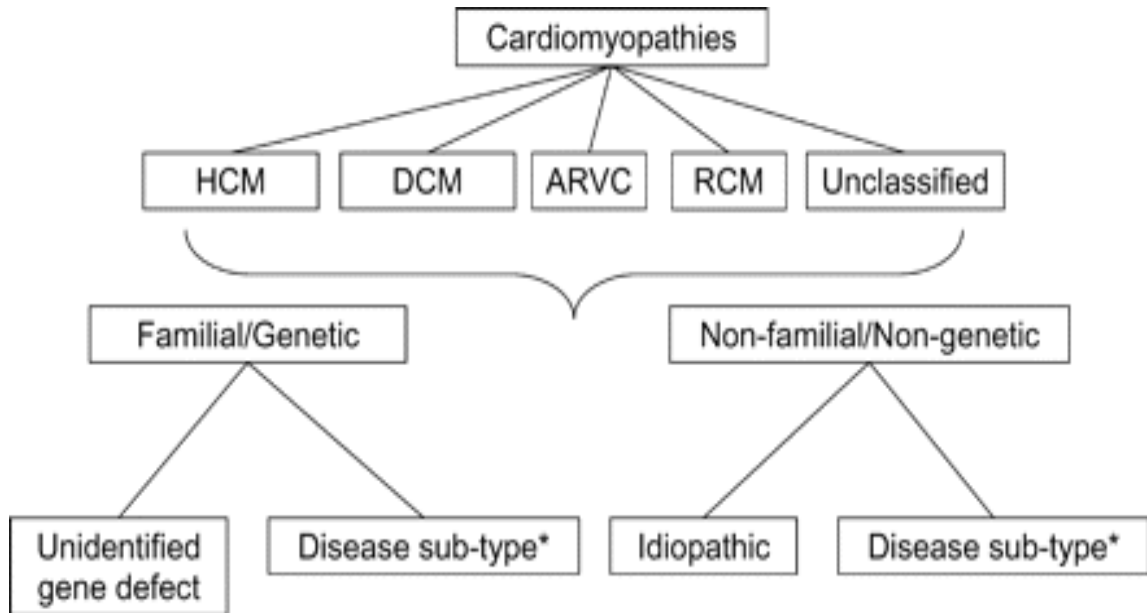 Cardiomyopathies
HCM
DCM
ARVC
RCM
Unclassified
Familial/Genetic
Non-familial/Non-genetic
Unidentified
gene defect
Disease sub-type*
Idiopathic
Disease sub-type*